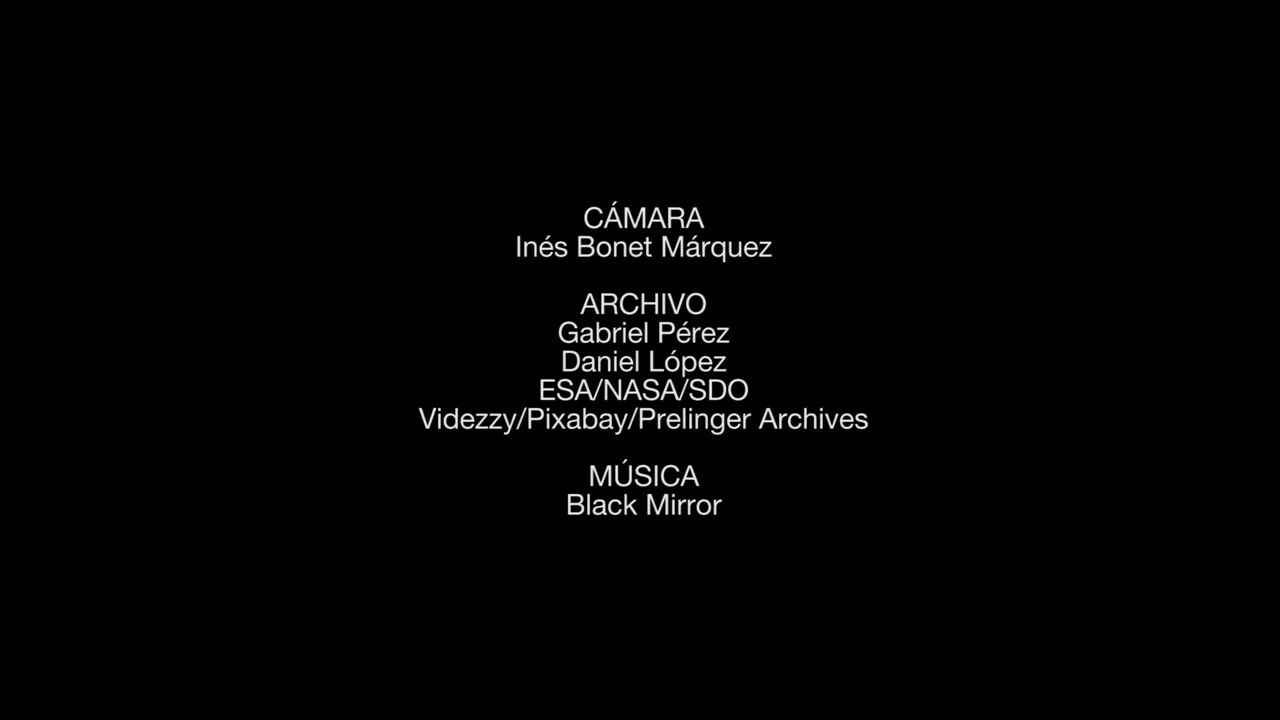 CÁMARA
Inés Bonet Márquez
ARCHIVO
Gabriel Pérez
Daniel López
ESA/NASA/SDO
Videzzy/Pixabay/Prelinger Archives
MÚSICA
Black Mirror